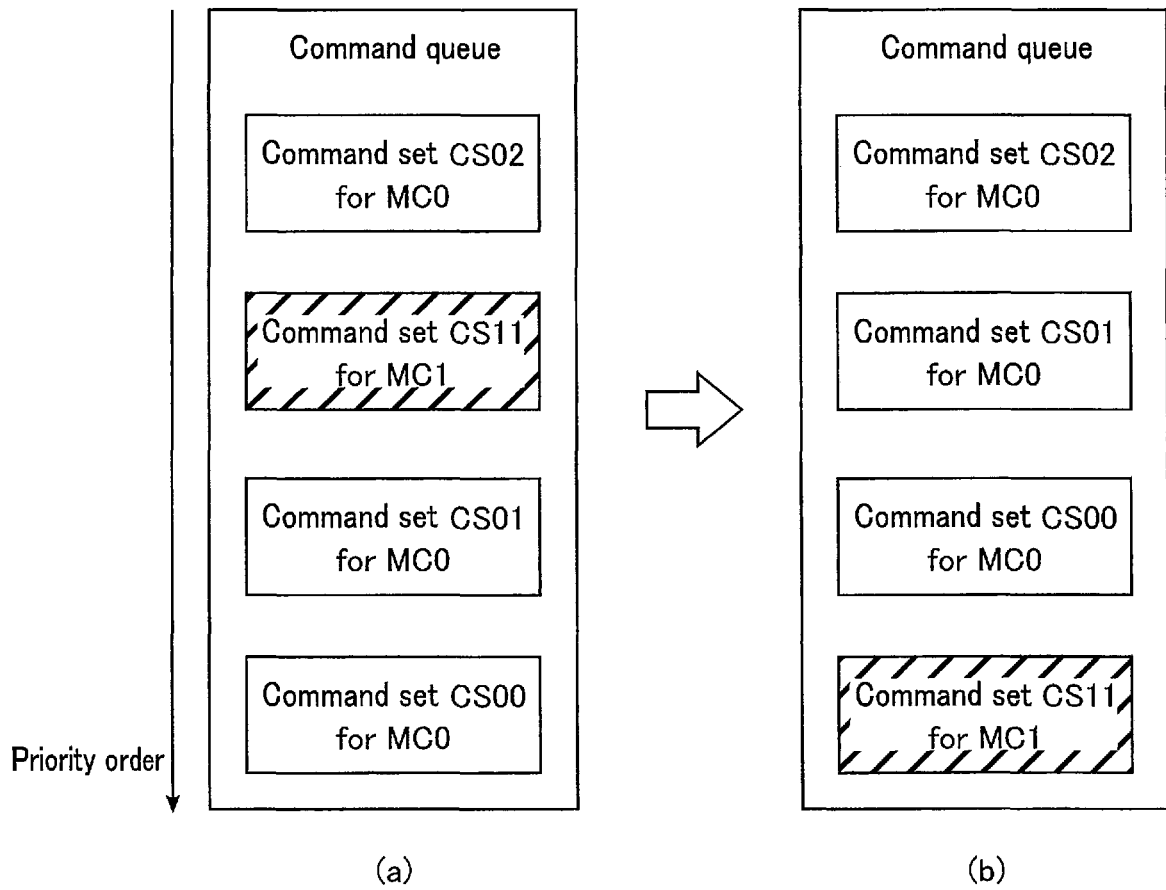 Command queue
Command set CS02
for MC0
Command set CS11
for MC1
Command set CS01
for MC0
Command set CS00
for MC0
Priority order
(a)
Command queue
Command set CS02
for MC0
Command set CS01
for MC0
Command set CS00
for MC0
Command set CS11
for MC1
(b)